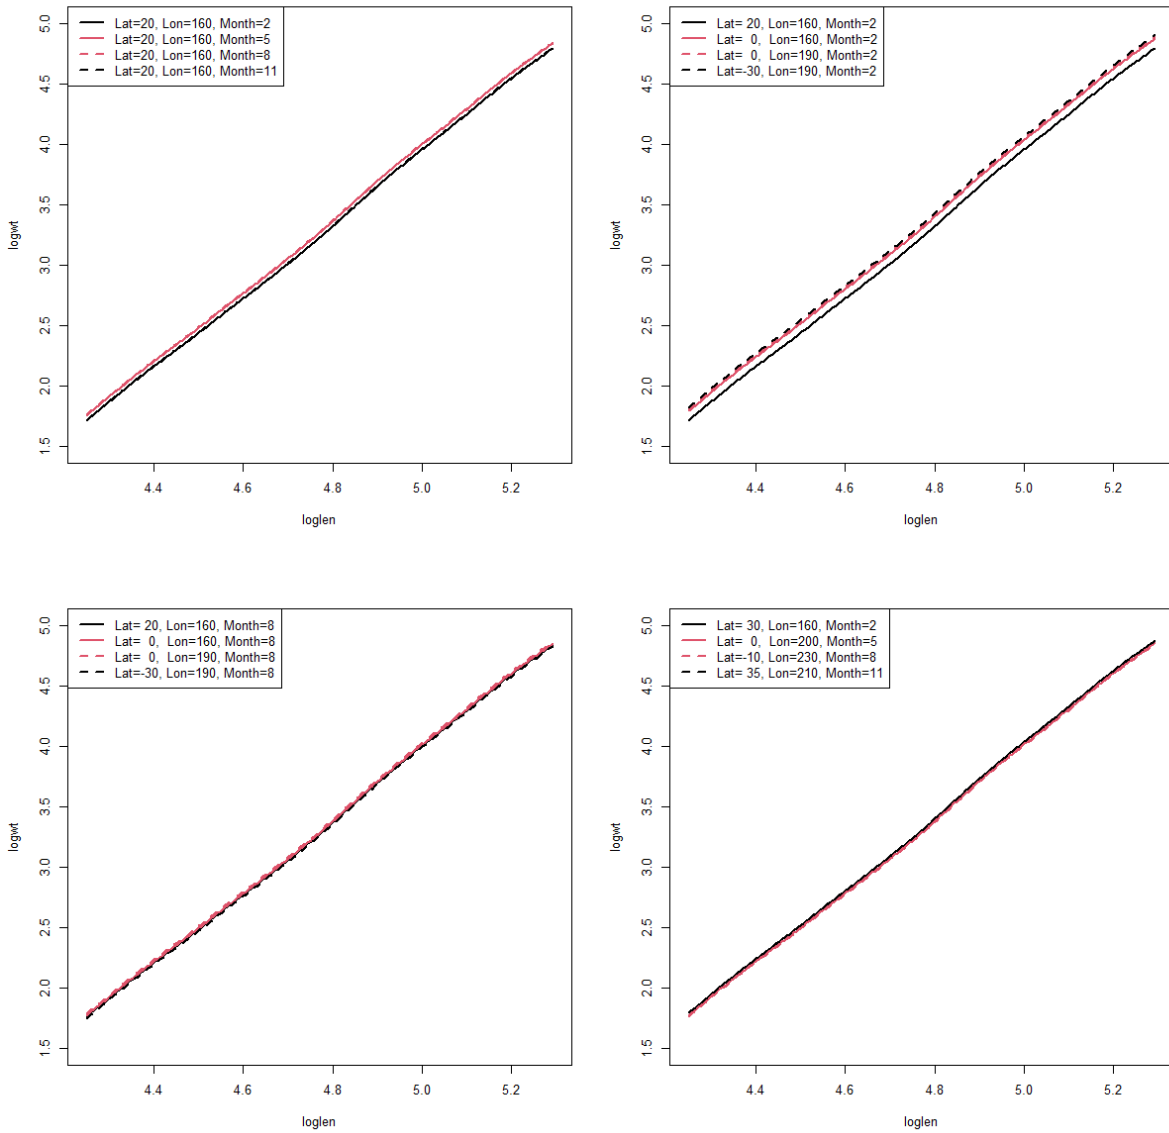 Lat=20, Lon=160, Month=2
Lat=20, Lon=160, Month=5
Lat=20, Lon=160, Month=8
Lat=20, Lon=160, Month=11
5.0
4.5
4.0
3.5
3.0
2.5
2.0
1.5
logwt
4.4 4.6 4.8 5.0 5.2
loglen
Lat= 20, Lon=160, Month=2
Lat= 0, Lon=160, Month=2
Lat= 0, Lon=190, Month=2
Lat=-30, Lon=190, Month=2
5.0
4.5
4.0
3.5
3.0
2.5
2.0
1.5
logwt
4.4 4.6 4.8 5.0 5.2
loglen
Lat= 20, Lon=160, Month=8
Lat= 0, Lon=160, Month=8
Lat= 0, Lon=190, Month=8
Lat=-30, Lon=190, Month=8
5.0
4.5
4.0
3.5
3.0
2.5
2.0
1.5
logwt
4.4 4.6 4.8 5.0 5.2
loglen
Lat= 30, Lon=160, Month=2
Lat= 0, Lon=200, Month=5
Lat=-10, Lon=230, Month=8
Lat= 35, Lon=210, Month=11
5.0
4.5
4.0
3.5
3.0
2.5
2.0
1.5
logwt
4.4 4.6 4.8 5.0 5.2
loglen